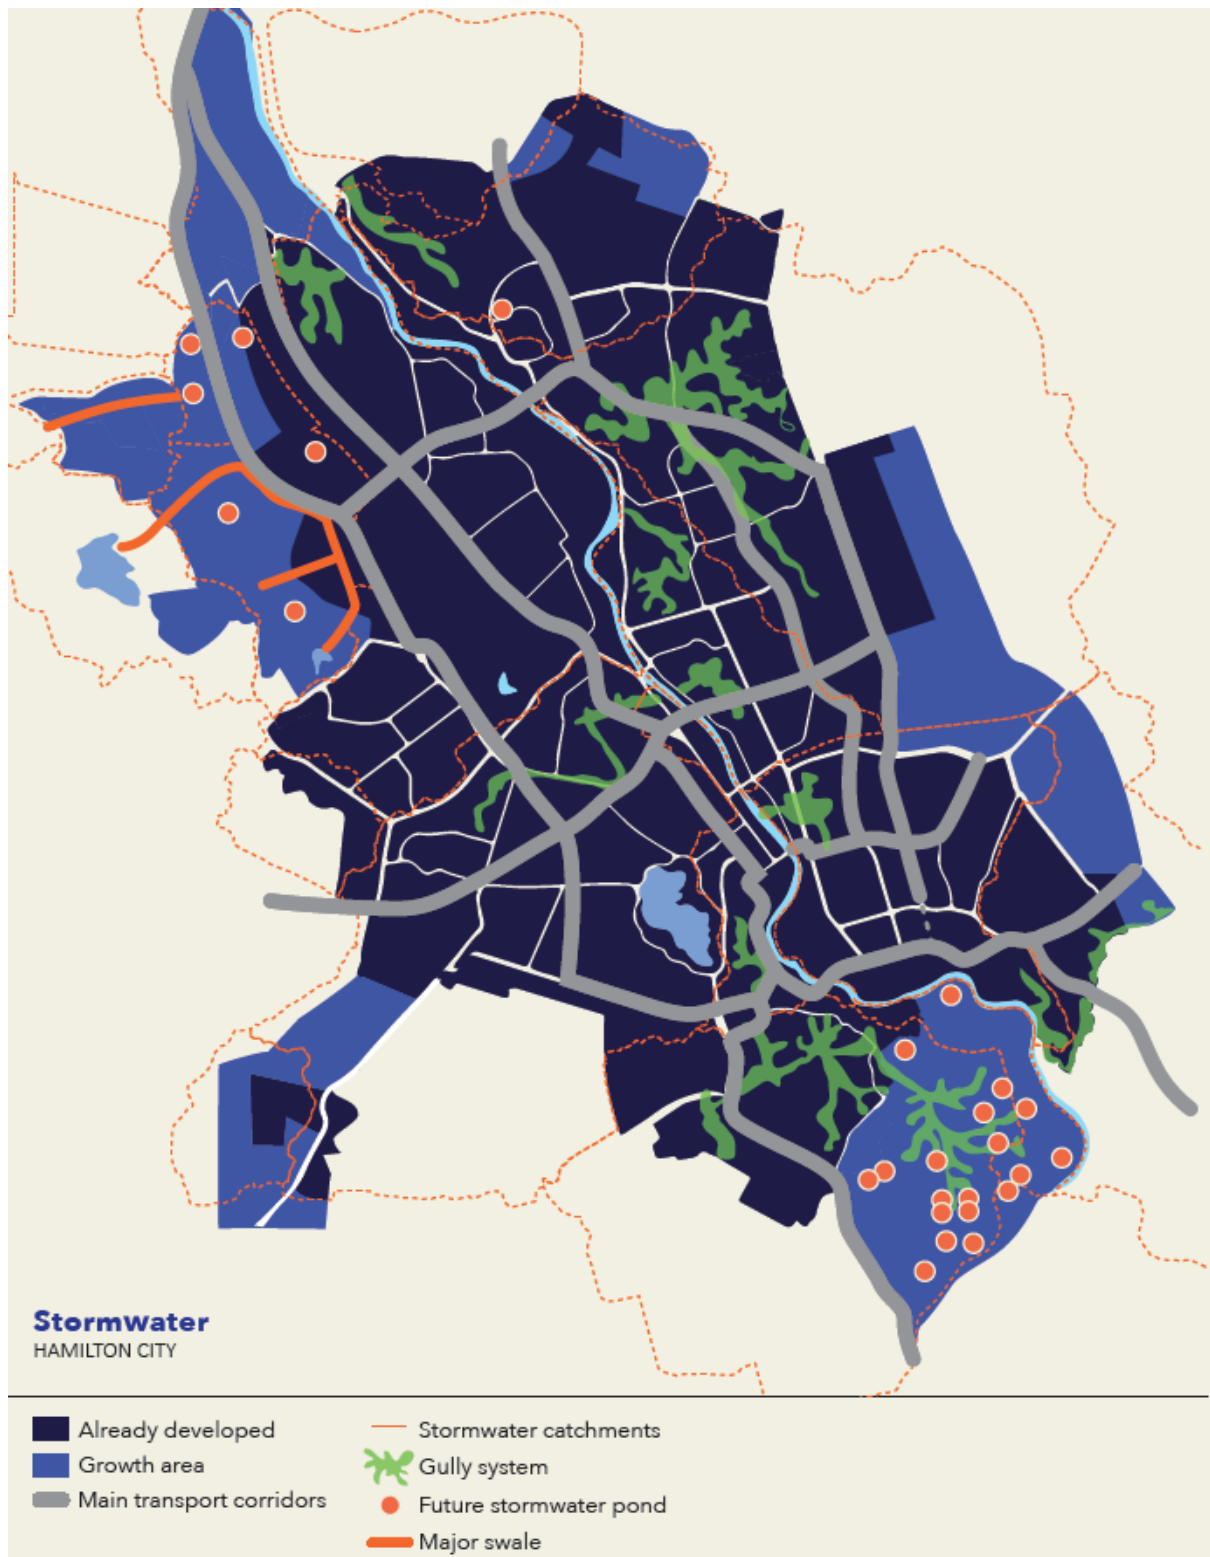 Stormwater
HAMILTON CITY
Already developed
Growth area
Main transport corridors
Stormwater catchments
Gully system
Future stormwater pond
Major swale